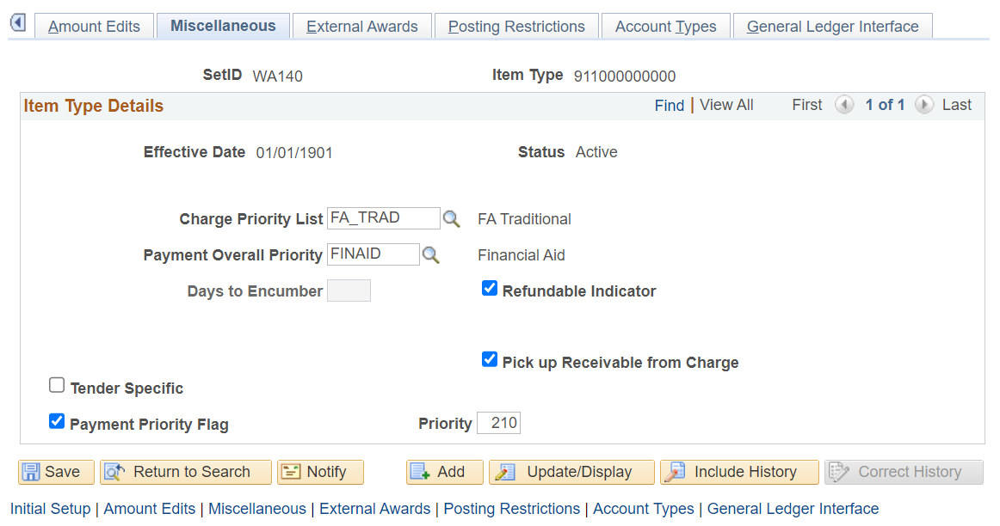 Amount Edits Miscellaneous External Awards Posting Restrictions Account Types General Ledger Interface
SetID WA140 Item Type 911000000000
Item Type Details Find | View All First 1 of 1 Last
Effective Date 01/01/1901 Status Active
Charge Priority List FA_TRAD FA Traditional
Payment Overall Priority FINAID Financial Aid
Days to Encumber Refundable Indicator
Pick up Receivable from Charge
Tender Specific
Payment Priority Flag Priority 210
Save Return to Search Notify Add Update/Display Include History Correct History
Initial Setup | Amount Edits | Miscellaneous | External Awards | Posting Restrictions | Account Types | General Ledger Interface